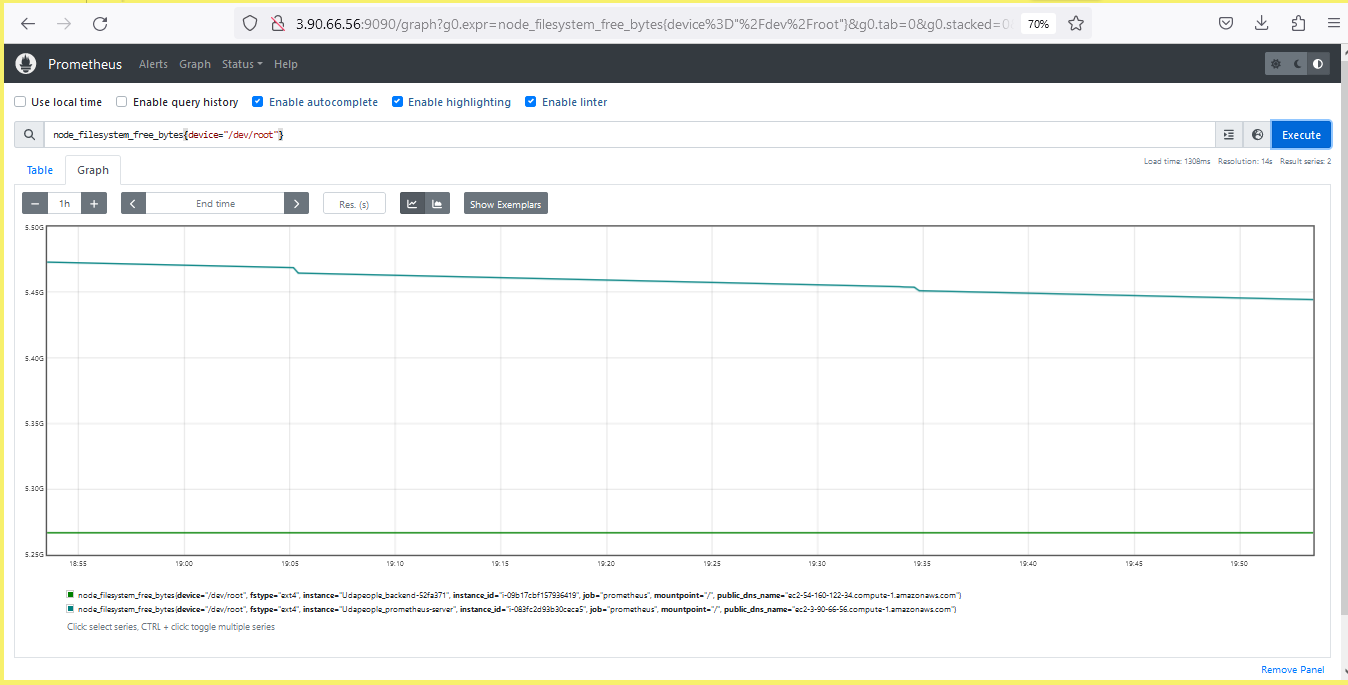 3.90.66.56:9090/graph?g0.expr=node_filesystem_free_bytes{device%3D"%2Fdev%2Froot"}&g0.tab=0&g0.stacked=0 70%
Prometheus Alerts Graph Status Help
Use local time Enable query history Enable autocomplete Enable highlighting Enable linter
node_filesystem_free_bytes{device="/dev/root"} Execute
Load time: 1308ms Resolution: 14s Result series: 2
Table Graph
− 1h + End time Res. (s) Show Exemplars
5.50G
5.45G
5.40G
5.35G
5.30G
5.25G
18:55 19:00 19:05 19:10 19:15 19:20 19:25 19:30 19:35 19:40 19:45 19:50
node_filesystem_free_bytes{device="/dev/root", fstype="ext4", instance="Udapeople_backend-52fa371", instance_id="i-09b17cbf157936419", job="prometheus", mountpoint="/", public_dns_name="ec2-54-160-122-34.compute-1.amazonaws.com"}
node_filesystem_free_bytes{device="/dev/root", fstype="ext4", instance="Udapeople_prometheus-server", instance_id="i-083fc2d93b30ceca5", job="prometheus", mountpoint="/", public_dns_name="ec2-3-90-66-56.compute-1.amazonaws.com"}
Click: select series, CTRL + click: toggle multiple series
Remove Panel